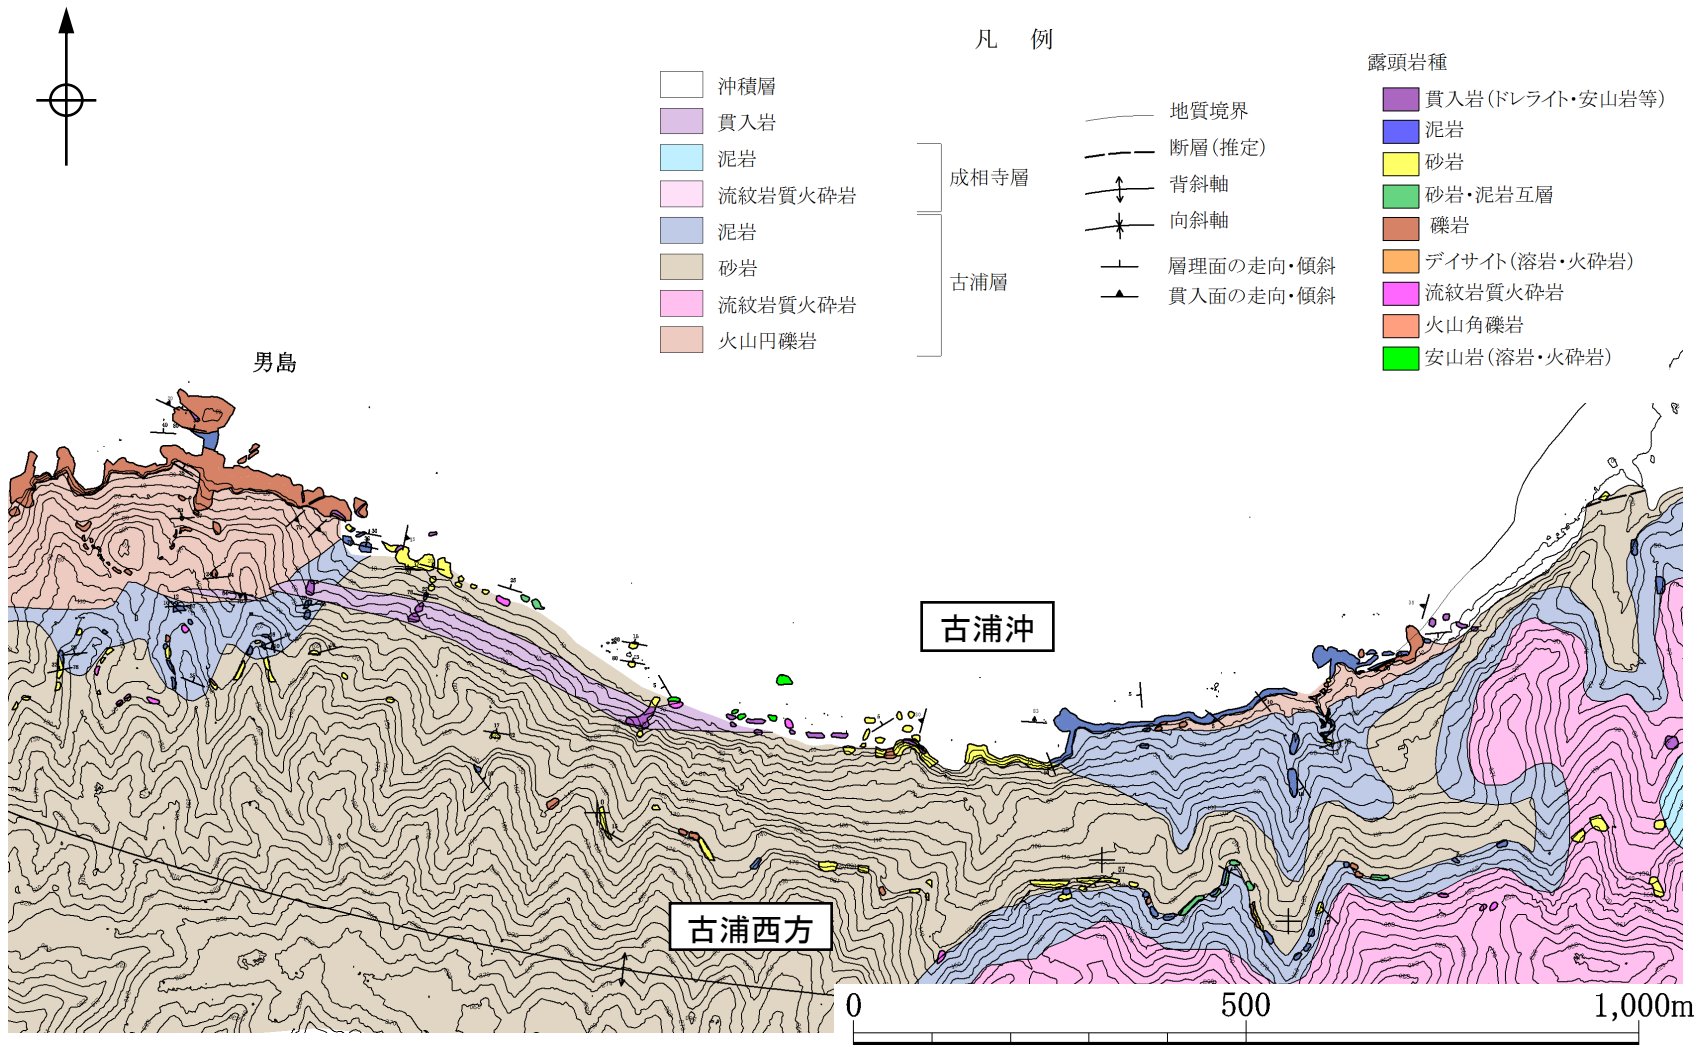 凡 例
沖積層
貫入岩
泥岩
流紋岩質火砕岩
成相寺層
泥岩
砂岩
流紋岩質火砕岩
火山円礫岩
古浦層
地質境界
断層(推定)
背斜軸
向斜軸
層理面の走向・傾斜
貫入面の走向・傾斜
露頭岩種
貫入岩(ドレライト・安山岩等)
泥岩
砂岩
砂岩・泥岩互層
礫岩
デイサイト(溶岩・火砕岩)
流紋岩質火砕岩
火山角礫岩
安山岩(溶岩・火砕岩)
男島
古浦沖
古浦西方
0 500 1,000m